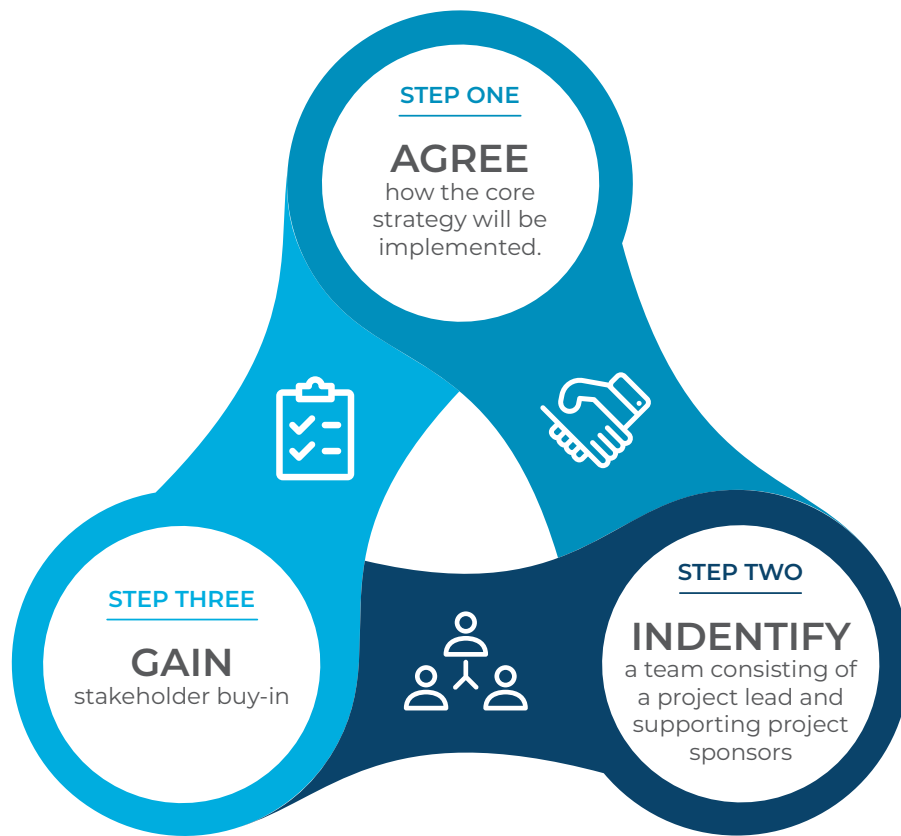 STEP ONE
AGREE
how the core
strategy will be
implemented.
STEP TWO
INDENTIFY
a team consisting of
a project lead and
supporting project
sponsors
STEP THREE
GAIN
stakeholder buy-in